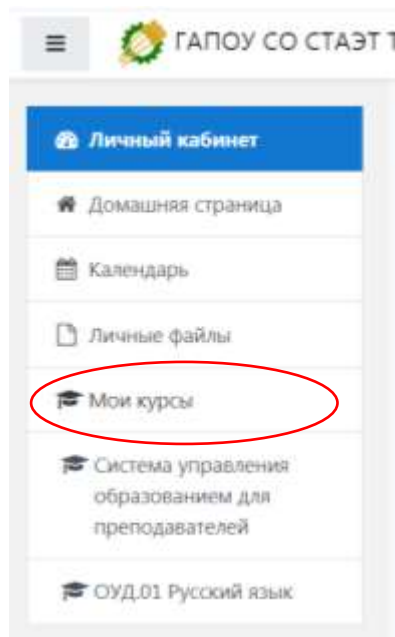 ГАПОУ СО СТАЭТ Т
Личный кабинет
Домашняя страница
Календарь
Личные файлы
Мои курсы
Система управления
образованием для
преподавателей
ОУД.01 Русский язык